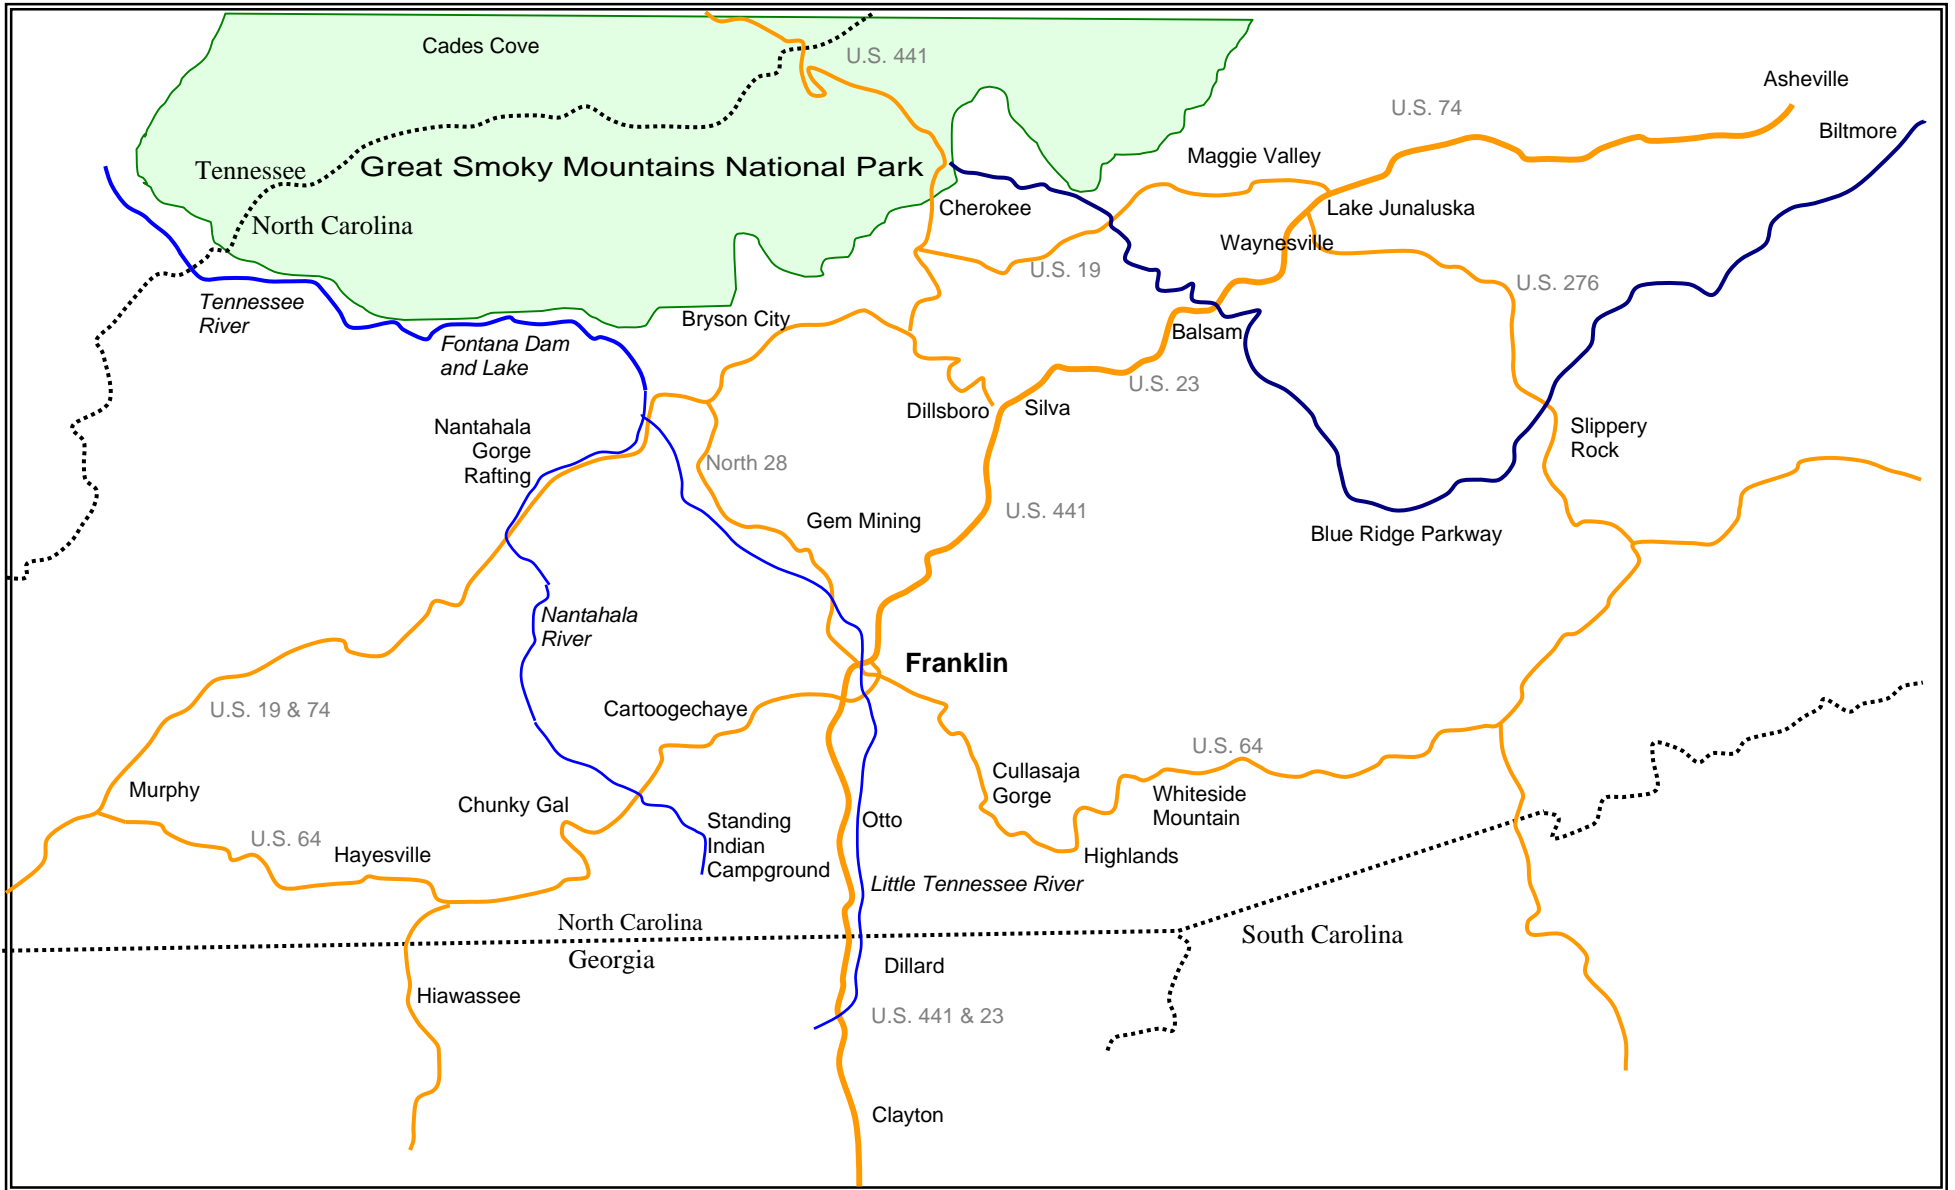 Cades Cove
U.S. 441
Asheville
U.S. 74
Biltmore
Maggie Valley
Tennessee
Great Smoky Mountains National Park
Cherokee
Lake Junaluska
North Carolina
Waynesville
U.S. 19
U.S. 276
Tennessee
River
Bryson City
Balsam
Fontana Dam
and Lake
U.S. 23
Dillsboro
Silva
Nantahala
Gorge
Rafting
Slippery
Rock
North 28
U.S. 441
Gem Mining
Blue Ridge Parkway
Nantahala
River
Franklin
U.S. 19 & 74
Cartoogechaye
U.S. 64
Cullasaja
Gorge
Murphy
Whiteside
Mountain
Chunky Gal
Standing
Indian
Campground
Otto
U.S. 64
Hayesville
Highlands
Little Tennessee River
North Carolina
South Carolina
Georgia
Dillard
Hiawassee
U.S. 441 & 23
Clayton